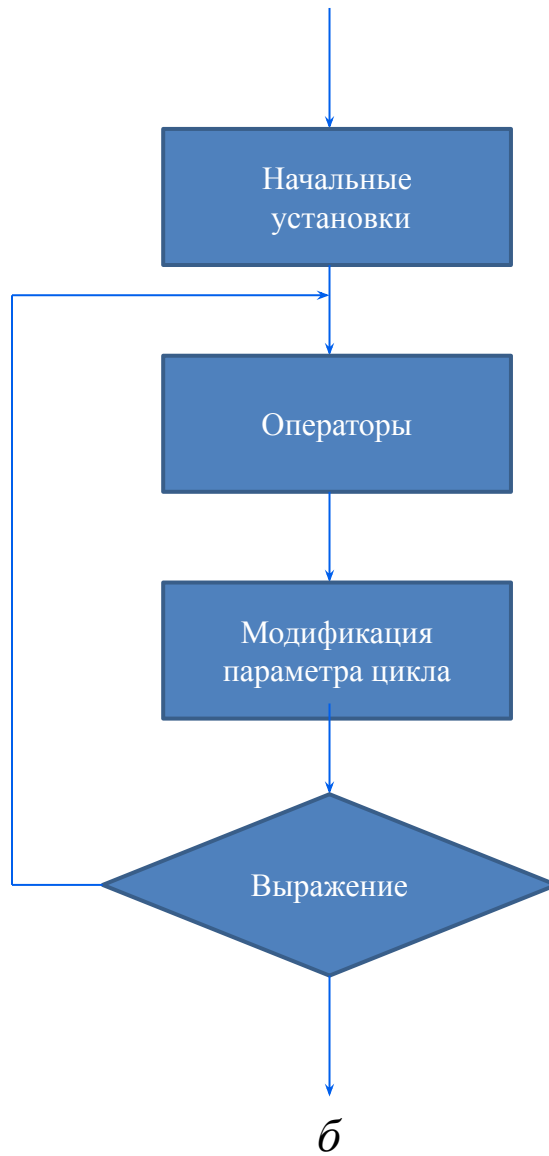 Начальные
установки
Операторы
Модификация
параметра цикла
Выражение
б